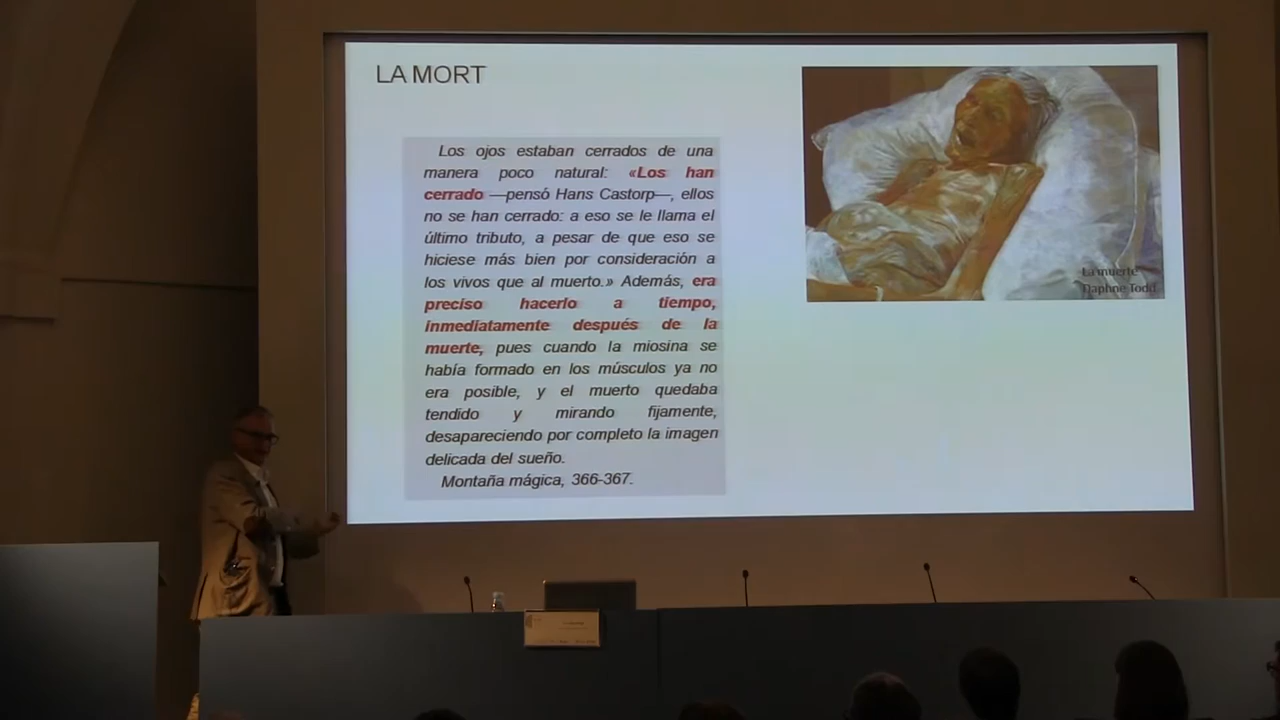 LA MORT
Los ojos estaban cerrados de una
manera poco natural: «Los han
cerrado —pensó Hans Castorp—, ellos
no se han cerrado: a eso se le llama el
último tributo, a pesar de que eso se
hiciese más bien por consideración a
los vivos que al muerto.» Además, era
preciso hacerlo a tiempo,
inmediatamente después de la
muerte, pues cuando la miosina se
había formado en los músculos ya no
era posible, y el muerto quedaba
tendido y mirando fijamente,
desapareciendo por completo la imagen
delicada del sueño.
Montaña mágica, 366-367.
La muerte
Daphne Todd